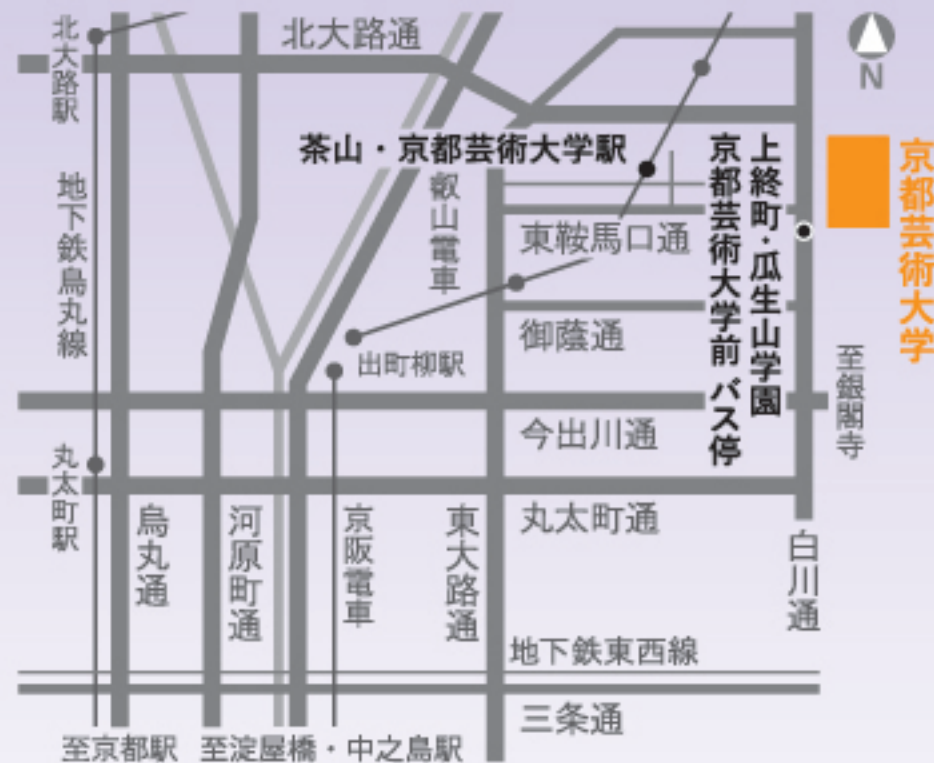 北大路駅
北大路通
N
茶山・京都芸術大学駅
叡山電車
地下鉄烏丸線
東鞍馬口通
京都芸術大学前 バス停
上終町・瓜生山学園
京都芸術大学
御蔭通
出町柳駅
至銀閣寺
今出川通
丸太町駅
丸太町通
烏丸通
河原町通
京阪電車
東大路通
白川通
地下鉄東西線
三条通
至京都駅
至淀屋橋・中之島駅